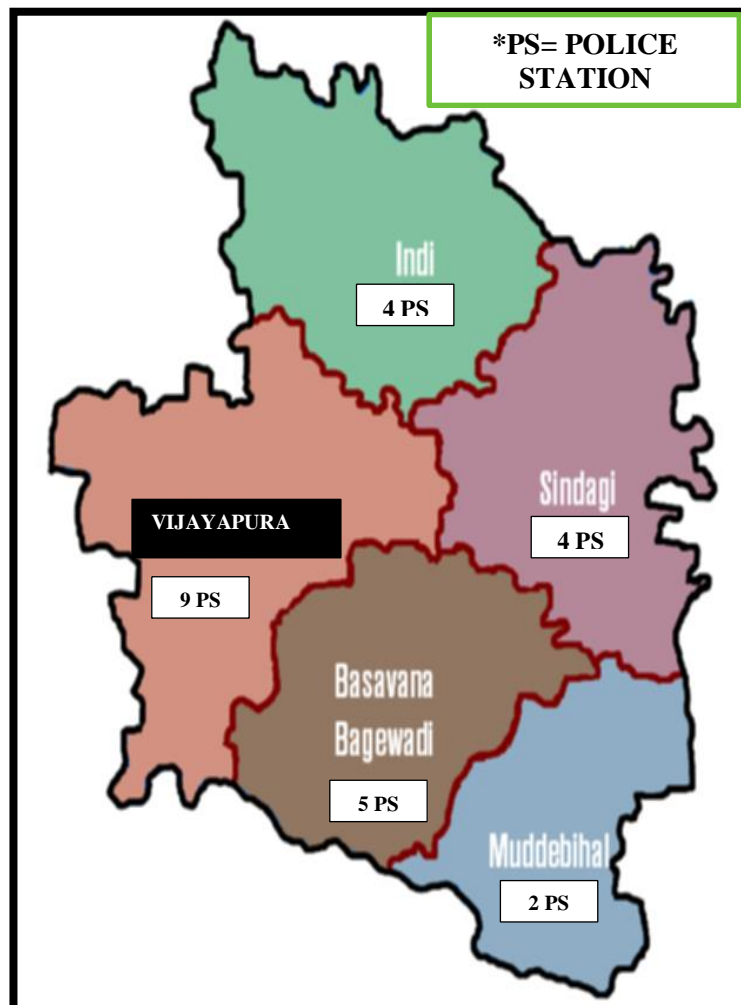 *PS= POLICE
STATION
Indi
4 PS
Sindagi
4 PS
VIJAYAPURA
9 PS
Basavana
Bagewadi
5 PS
Muddebihal
2 PS